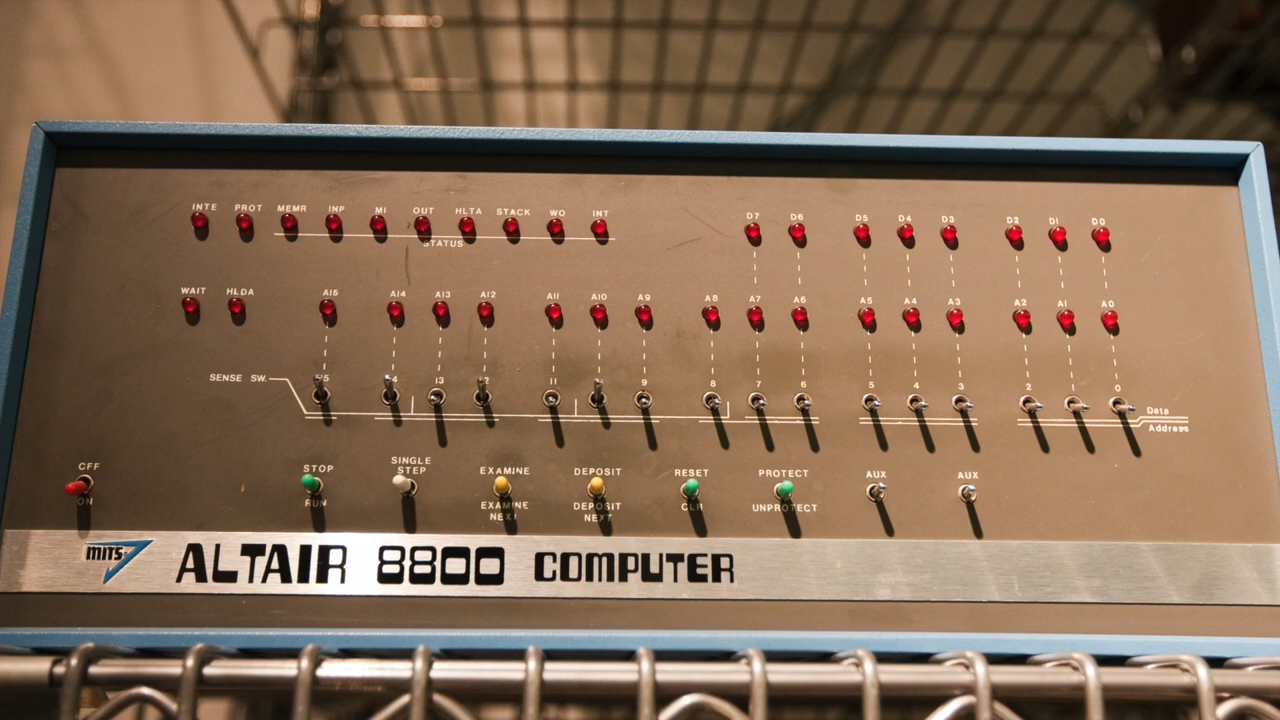 INTE PROT MEMR INP MI OUT HLTA STACK WO INT D7 D6 D5 D4 D3 D2 D1 D0
STATUS
WAIT HLDA A15 A14 A13 A12 A11 A10 A9 A8 A7 A6 A5 A4 A3 A2 A1 A0
SENSE SW. 13 11 9 8 7 6 5 4 3 2 0
Data
Address
OFF STOP SINGLE STEP EXAMINE DEPOSIT RESET PROTECT AUX AUX
ON RUN EXAMINE NEXT DEPOSIT NEXT CLR UNPROTECT
mits
ALTAIR 8800 COMPUTER